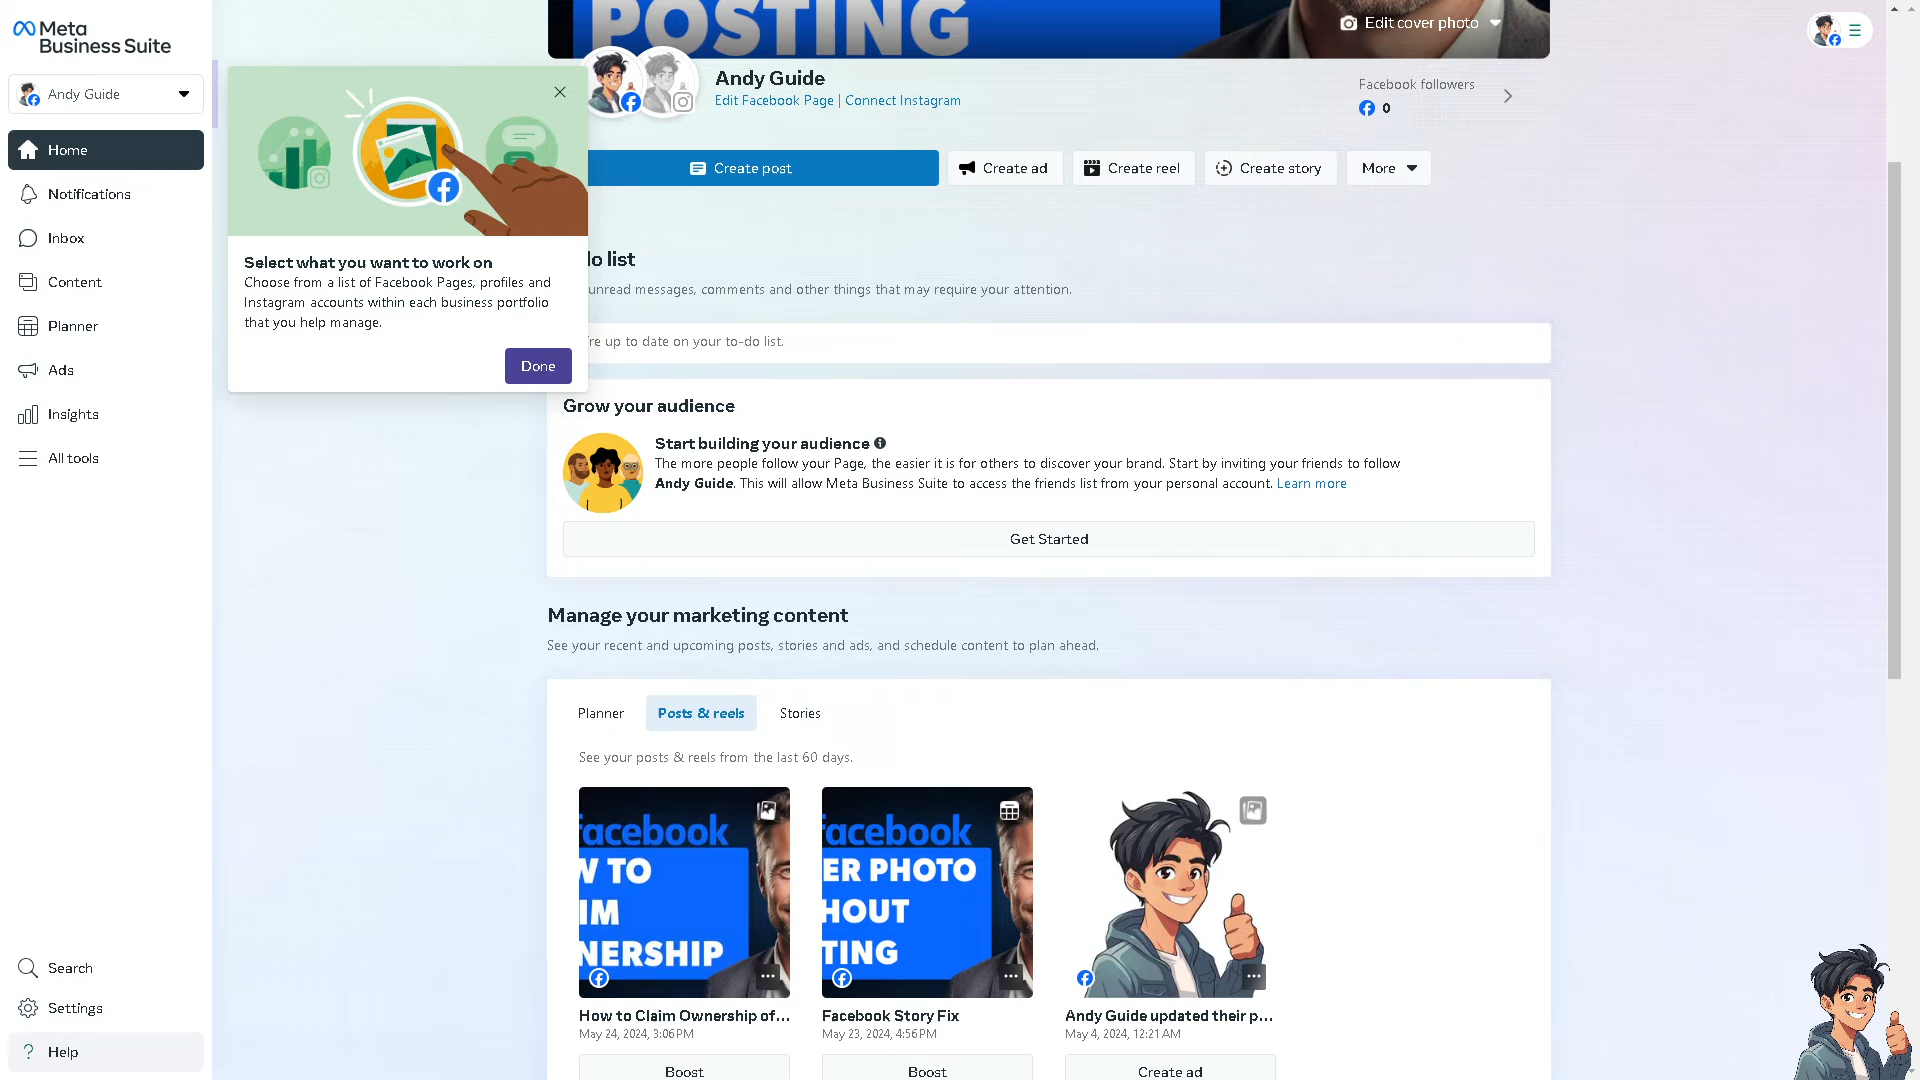 Meta
Business Suite
Andy Guide
Home
Notifications
Inbox
Content
Planner
Ads
Insights
All tools
Search
Settings
? Help
Select what you want to work on
Choose from a list of Facebook Pages, profiles and
Instagram accounts within each business portfolio
that you help manage.
Done
POSTING
Edit cover photo
Andy Guide
Edit Facebook Page | Connect Instagram
Facebook followers
0
Create post
Create ad
Create reel
Create story
More
do list
unread messages, comments and other things that may require your attention.
're up to date on your to-do list.
Grow your audience
Start building your audience
The more people follow your Page, the easier it is for others to discover your brand. Start by inviting your friends to follow
Andy Guide. This will allow Meta Business Suite to access the friends list from your personal account. Learn more
Get Started
Manage your marketing content
See your recent and upcoming posts, stories and ads, and schedule content to plan ahead.
Planner
Posts & reels
Stories
See your posts & reels from the last 60 days.
facebook
W TO
IM
NERSHIP
How to Claim Ownership of...
May 24, 2024, 3:06 PM
Boost
facebook
ER PHOTO
HOUT
TING
Facebook Story Fix
May 23, 2024, 4:56 PM
Boost
Andy Guide updated their p...
May 4, 2024, 12:21 AM
Create ad